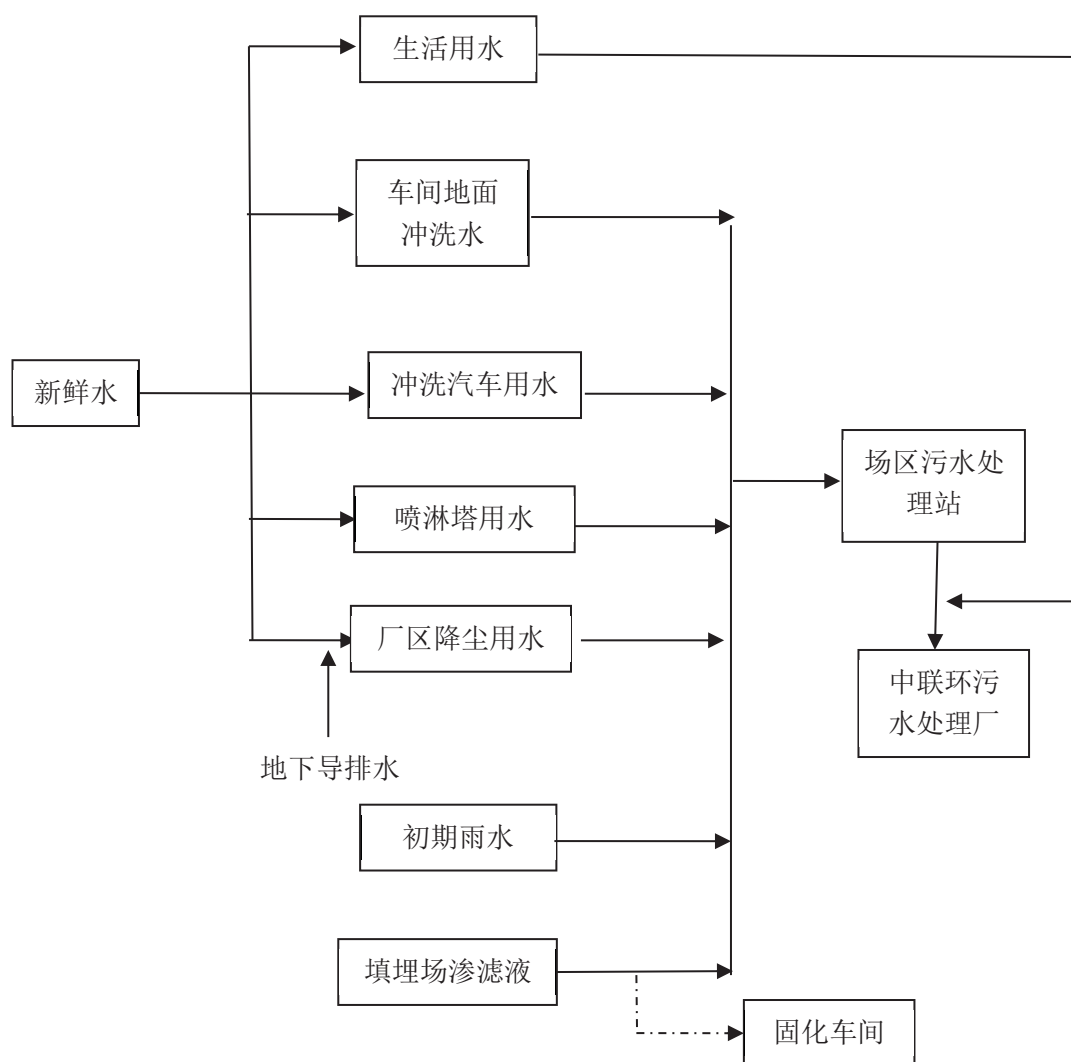 生活用水
车间地面
冲洗水
新鲜水
冲洗汽车用水
场区污水处
理站
喷淋塔用水
厂区降尘用水
中联环污
水处理厂
地下导排水
初期雨水
填埋场渗滤液
固化车间